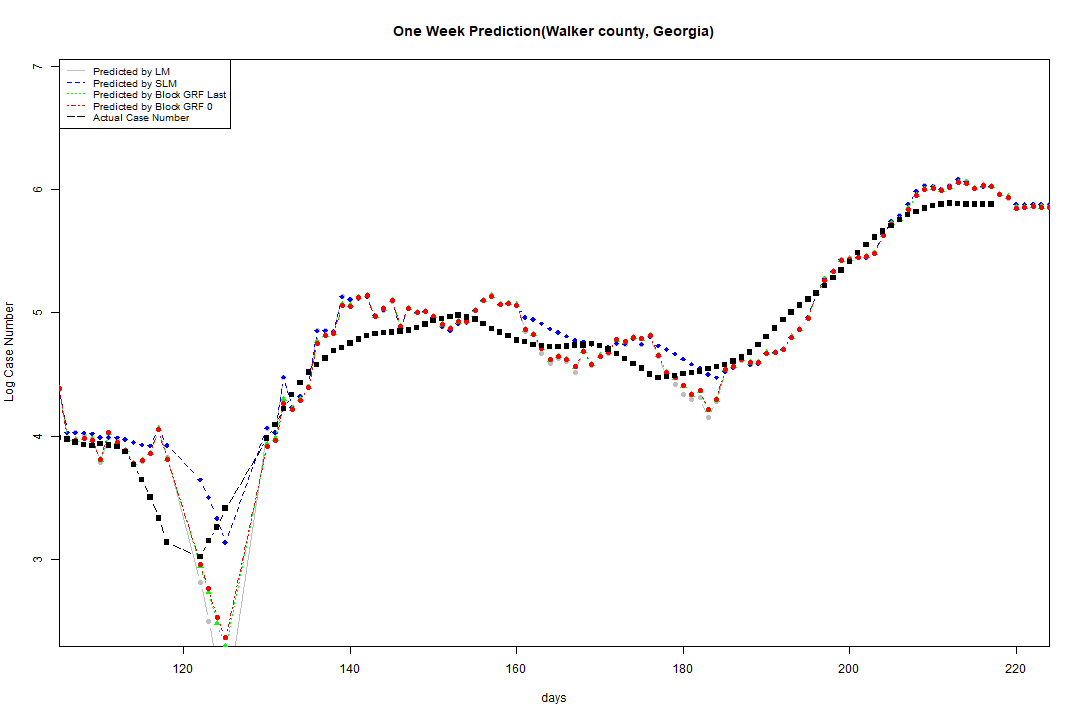 One Week Prediction(Walker county, Georgia)
Predicted by LM
Predicted by SLM
Predicted by Block GRF Last
Predicted by Block GRF 0
Actual Case Number
7
6
5
4
3
Log Case Number
120 140 160 180 200 220
days